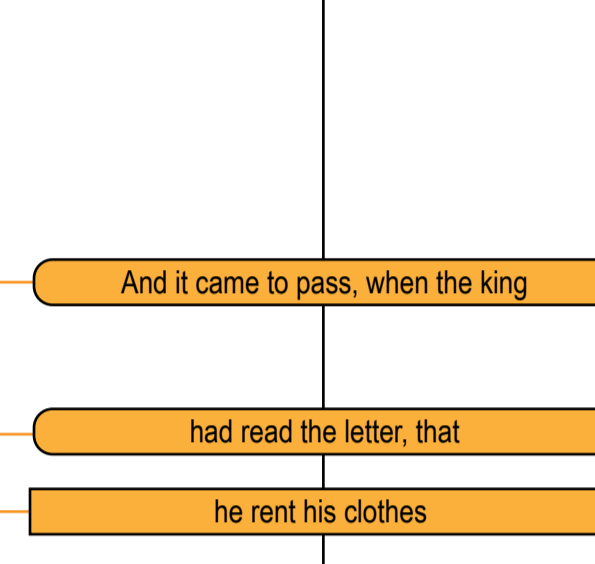 And it came to pass, when the king
had read the letter, that
he rent his clothes